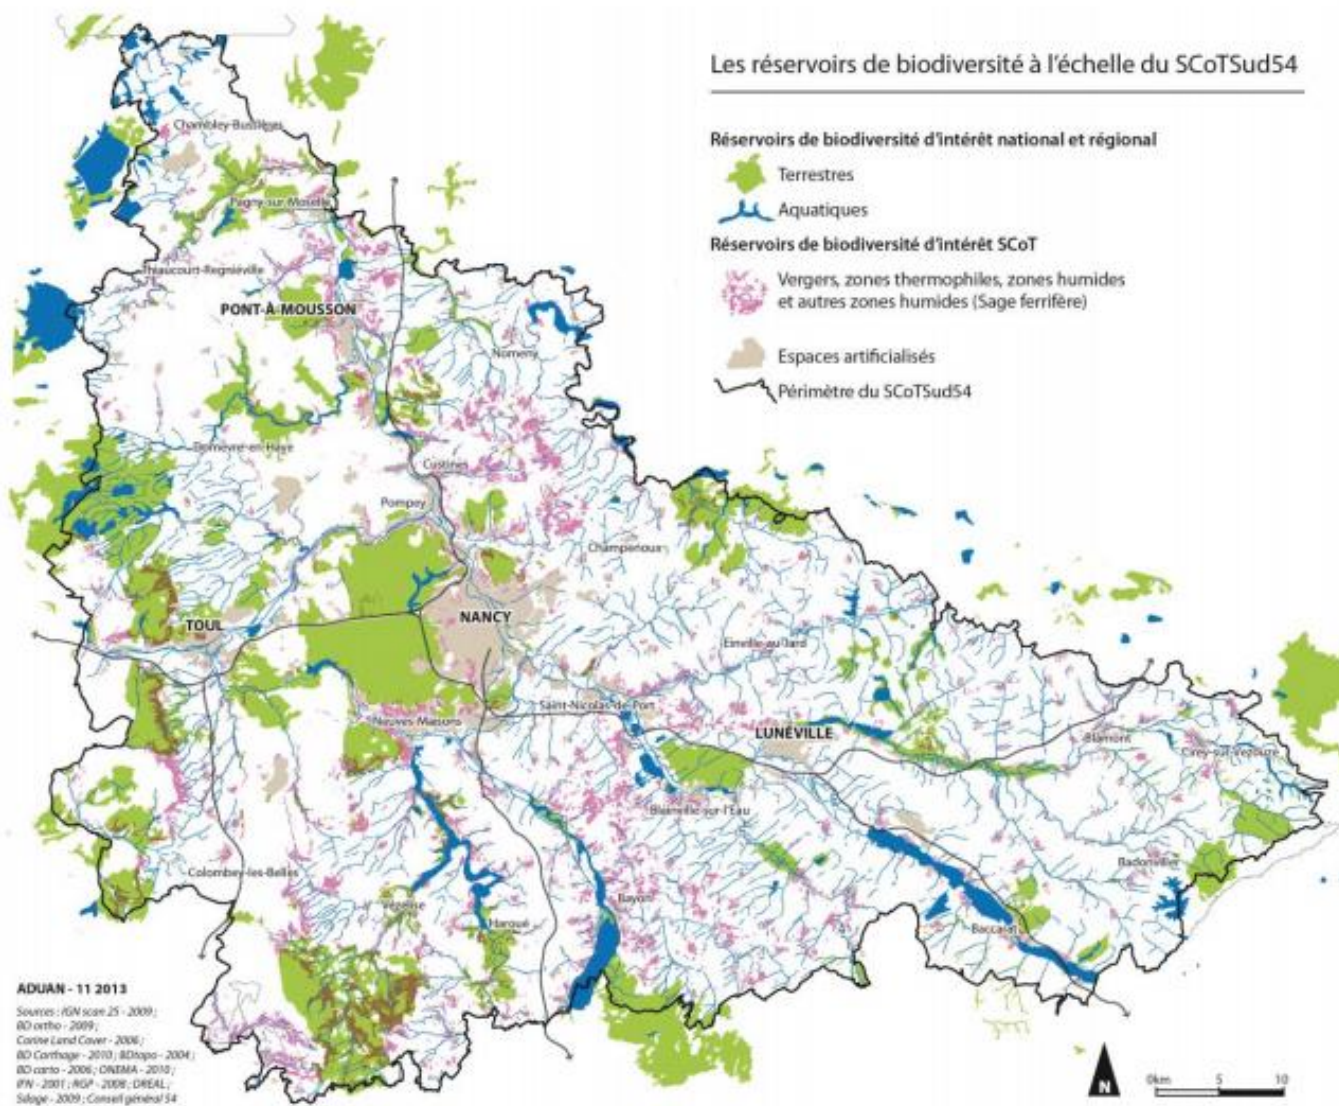 Les réservoirs de biodiversité à l'échelle du SCoTSud54
Réservoirs de biodiversité d'intérêt national et régional
Terrestres
Aquatiques
Réservoirs de biodiversité d'intérêt SCoT
Vergers, zones thermophiles, zones humides
et autres zones humides (Sage ferrifère)
Espaces artificialisés
Périmètre du SCoTSud54
Chambley-Bussières
Pagny-sur-Moselle
Thiaucourt-Regniéville
PONT-À-MOUSSON
Nomeny
Domèvre-en-Haye
Custines
Pompey
Champenoux
NANCY
TOUL
Einville-au-Jard
Saint-Nicolas-de-Port
Neuves-Maisons
LUNÉVILLE
Blâmont
Cirey-sur-Vezouze
Blainville-sur-l'Eau
Badonviller
Colombey-les-Belles
Vézelise
Bayon
Haroué
Baccarat
ADUAN - 11 2013
Sources : IGN scan 25 - 2009 ;
BD ortho - 2009 ;
Corine Land Cover - 2006 ;
BD Carthage - 2010 ; BDtopo - 2004 ;
BD carto - 2006 ; ONEMA - 2010 ;
IFN - 2001 ; RGP - 2008 ; DREAL ;
2009 ; Conseil général 54
N
0km 5 10